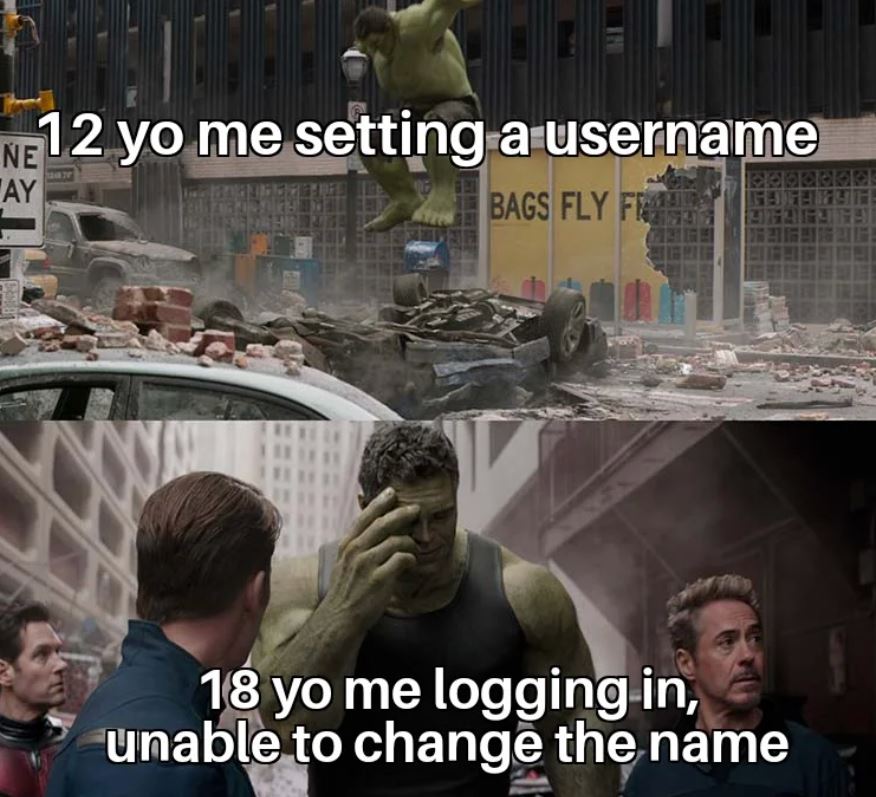 12 yo me setting a username
NE
AY
BAGS FLY
18 yo me logging in,
unable to change the name